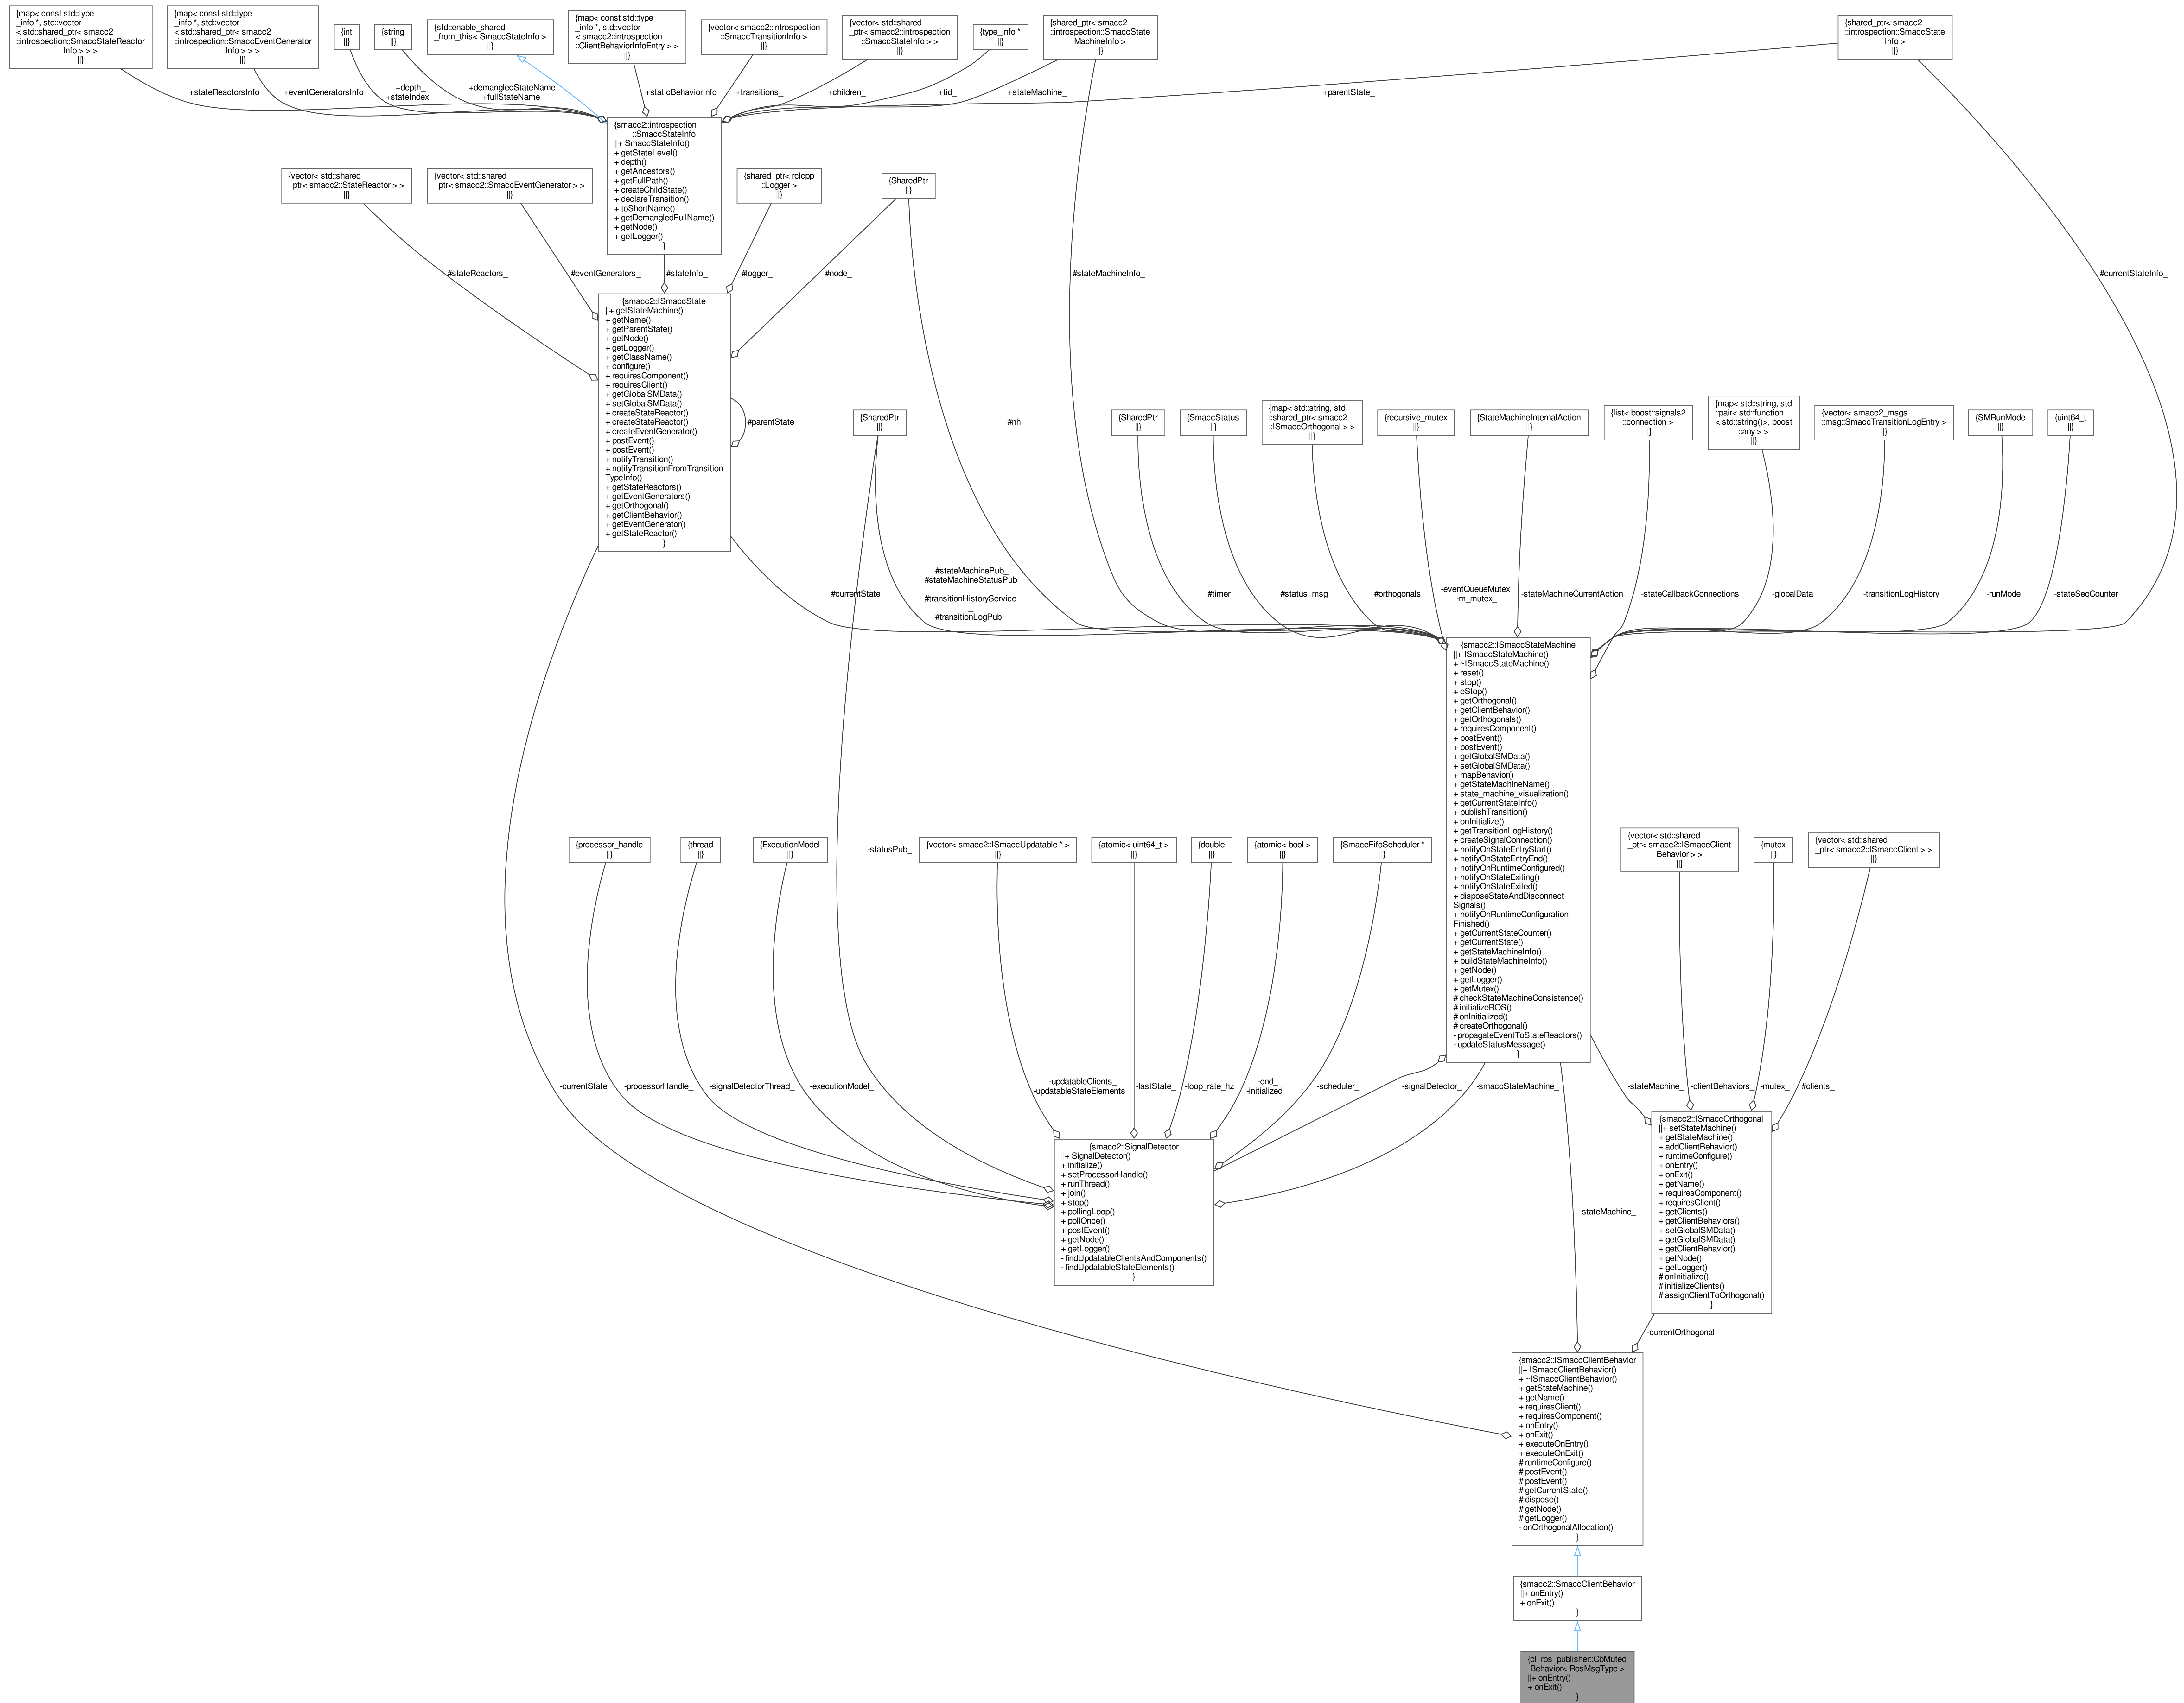 {map< const std::type
_info *, std::vector
< std::shared_ptr< smacc2
::introspection::SmaccStateReactor
Info > > >
||}
{map< const std::type
_info *, std::vector
< std::shared_ptr< smacc2
::introspection::SmaccEventGenerator
Info > > >
||}
{int
||}
{string
||}
{std::enable_shared
_from_this< SmaccStateInfo >
||}
{map< const std::type
_info *, std::vector
< smacc2::introspection
::ClientBehaviorInfoEntry > >
||}
{vector< smacc2::introspection
::SmaccTransitionInfo >
||}
{vector< std::shared
_ptr< smacc2::introspection
::SmaccStateInfo > >
||}
{type_info *
||}
{shared_ptr< smacc2
::introspection::SmaccState
MachineInfo >
||}
{shared_ptr< smacc2
::introspection::SmaccState
Info >
||}
+stateReactorsInfo
+eventGeneratorsInfo
+depth_
+stateIndex_
+demangledStateName
+fullStateName
+staticBehaviorInfo
+transitions_
+children_
+tid_
+stateMachine_
+parentState_
{smacc2::introspection
::SmaccStateInfo
||+ SmaccStateInfo()
+ getStateLevel()
+ depth()
+ getAncestors()
+ getFullPath()
+ createChildState()
+ declareTransition()
+ toShortName()
+ getDemangledFullName()
+ getNode()
+ getLogger()
}
{vector< std::shared
_ptr< smacc2::StateReactor > >
||}
{vector< std::shared
_ptr< smacc2::SmaccEventGenerator > >
||}
{shared_ptr< rclcpp
::Logger >
||}
{SharedPtr
||}
#stateReactors_
#eventGenerators_
#stateInfo_
#logger_
#node_
#stateMachineInfo_
#currentStateInfo_
{smacc2::ISmaccState
||+ getStateMachine()
+ getName()
+ getParentState()
+ getNode()
+ getLogger()
+ getClassName()
+ configure()
+ requiresComponent()
+ requiresClient()
+ getGlobalSMData()
+ setGlobalSMData()
+ createStateReactor()
+ createStateReactor()
+ createEventGenerator()
+ postEvent()
+ postEvent()
+ notifyTransition()
+ notifyTransitionFromTransition
TypeInfo()
+ getStateReactors()
+ getEventGenerators()
+ getOrthogonal()
+ getClientBehavior()
+ getEventGenerator()
+ getStateReactor()
}
#parentState_
{SharedPtr
||}
#nh_
{SharedPtr
||}
{SmaccStatus
||}
{map< std::string, std
::shared_ptr< smacc2
::ISmaccOrthogonal > >
||}
{recursive_mutex
||}
{StateMachineInternalAction
||}
{list< boost::signals2
::connection >
||}
{map< std::string, std
::pair< std::function
< std::string()>, boost
::any > >
||}
{vector< smacc2_msgs
::msg::SmaccTransitionLogEntry >
||}
{SMRunMode
||}
{uint64_t
||}
#currentState_
#stateMachinePub_
#stateMachineStatusPub
_
#transitionHistoryService
_
#transitionLogPub_
#timer_
#status_msg_
#orthogonals_
-eventQueueMutex_
-m_mutex_
-stateMachineCurrentAction
-stateCallbackConnections
-globalData_
-transitionLogHistory_
-runMode_
-stateSeqCounter_
{smacc2::ISmaccStateMachine
||+ ISmaccStateMachine()
+ ~ISmaccStateMachine()
+ reset()
+ stop()
+ eStop()
+ getOrthogonal()
+ getClientBehavior()
+ getOrthogonals()
+ requiresComponent()
+ postEvent()
+ postEvent()
+ getGlobalSMData()
+ setGlobalSMData()
+ mapBehavior()
+ getStateMachineName()
+ state_machine_visualization()
+ getCurrentStateInfo()
+ publishTransition()
+ onInitialize()
+ getTransitionLogHistory()
+ createSignalConnection()
+ notifyOnStateEntryStart()
+ notifyOnStateEntryEnd()
+ notifyOnRuntimeConfigured()
+ notifyOnStateExiting()
+ notifyOnStateExited()
+ disposeStateAndDisconnect
Signals()
+ notifyOnRuntimeConfiguration
Finished()
+ getCurrentStateCounter()
+ getCurrentState()
+ getStateMachineInfo()
+ buildStateMachineInfo()
+ getNode()
+ getLogger()
+ getMutex()
# checkStateMachineConsistence()
# initializeROS()
# onInitialized()
# createOrthogonal()
- propagateEventToStateReactors()
- updateStatusMessage()
}
{processor_handle
||}
{thread
||}
{ExecutionModel
||}
-statusPub_
{vector< smacc2::ISmaccUpdatable * >
||}
{atomic< uint64_t >
||}
{double
||}
{atomic< bool >
||}
{SmaccFifoScheduler *
||}
{vector< std::shared
_ptr< smacc2::ISmaccClient
Behavior > >
||}
{mutex
||}
{vector< std::shared
_ptr< smacc2::ISmaccClient > >
||}
-currentState
-processorHandle_
-signalDetectorThread_
-executionModel_
-updatableClients_
-updatableStateElements_
-lastState_
-loop_rate_hz
-end_
-initialized_
-scheduler_
-signalDetector_
-smaccStateMachine_
-stateMachine_
-clientBehaviors_
-mutex_
#clients_
{smacc2::SignalDetector
||+ SignalDetector()
+ initialize()
+ setProcessorHandle()
+ runThread()
+ join()
+ stop()
+ pollingLoop()
+ pollOnce()
+ postEvent()
+ getNode()
+ getLogger()
- findUpdatableClientsAndComponents()
- findUpdatableStateElements()
}
-stateMachine_
{smacc2::ISmaccOrthogonal
||+ setStateMachine()
+ getStateMachine()
+ addClientBehavior()
+ runtimeConfigure()
+ onEntry()
+ onExit()
+ getName()
+ requiresComponent()
+ requiresClient()
+ getClients()
+ getClientBehaviors()
+ setGlobalSMData()
+ getGlobalSMData()
+ getClientBehavior()
+ getNode()
+ getLogger()
# onInitialize()
# initializeClients()
# assignClientToOrthogonal()
}
-currentOrthogonal
{smacc2::ISmaccClientBehavior
||+ ISmaccClientBehavior()
+ ~ISmaccClientBehavior()
+ getStateMachine()
+ getName()
+ requiresClient()
+ requiresComponent()
+ onEntry()
+ onExit()
+ executeOnEntry()
+ executeOnExit()
# runtimeConfigure()
# postEvent()
# postEvent()
# getCurrentState()
# dispose()
# getNode()
# getLogger()
- onOrthogonalAllocation()
}
{smacc2::SmaccClientBehavior
||+ onEntry()
+ onExit()
}
{cl_ros_publisher::CbMuted
Behavior< RosMsgType >
||+ onEntry()
+ onExit()
}